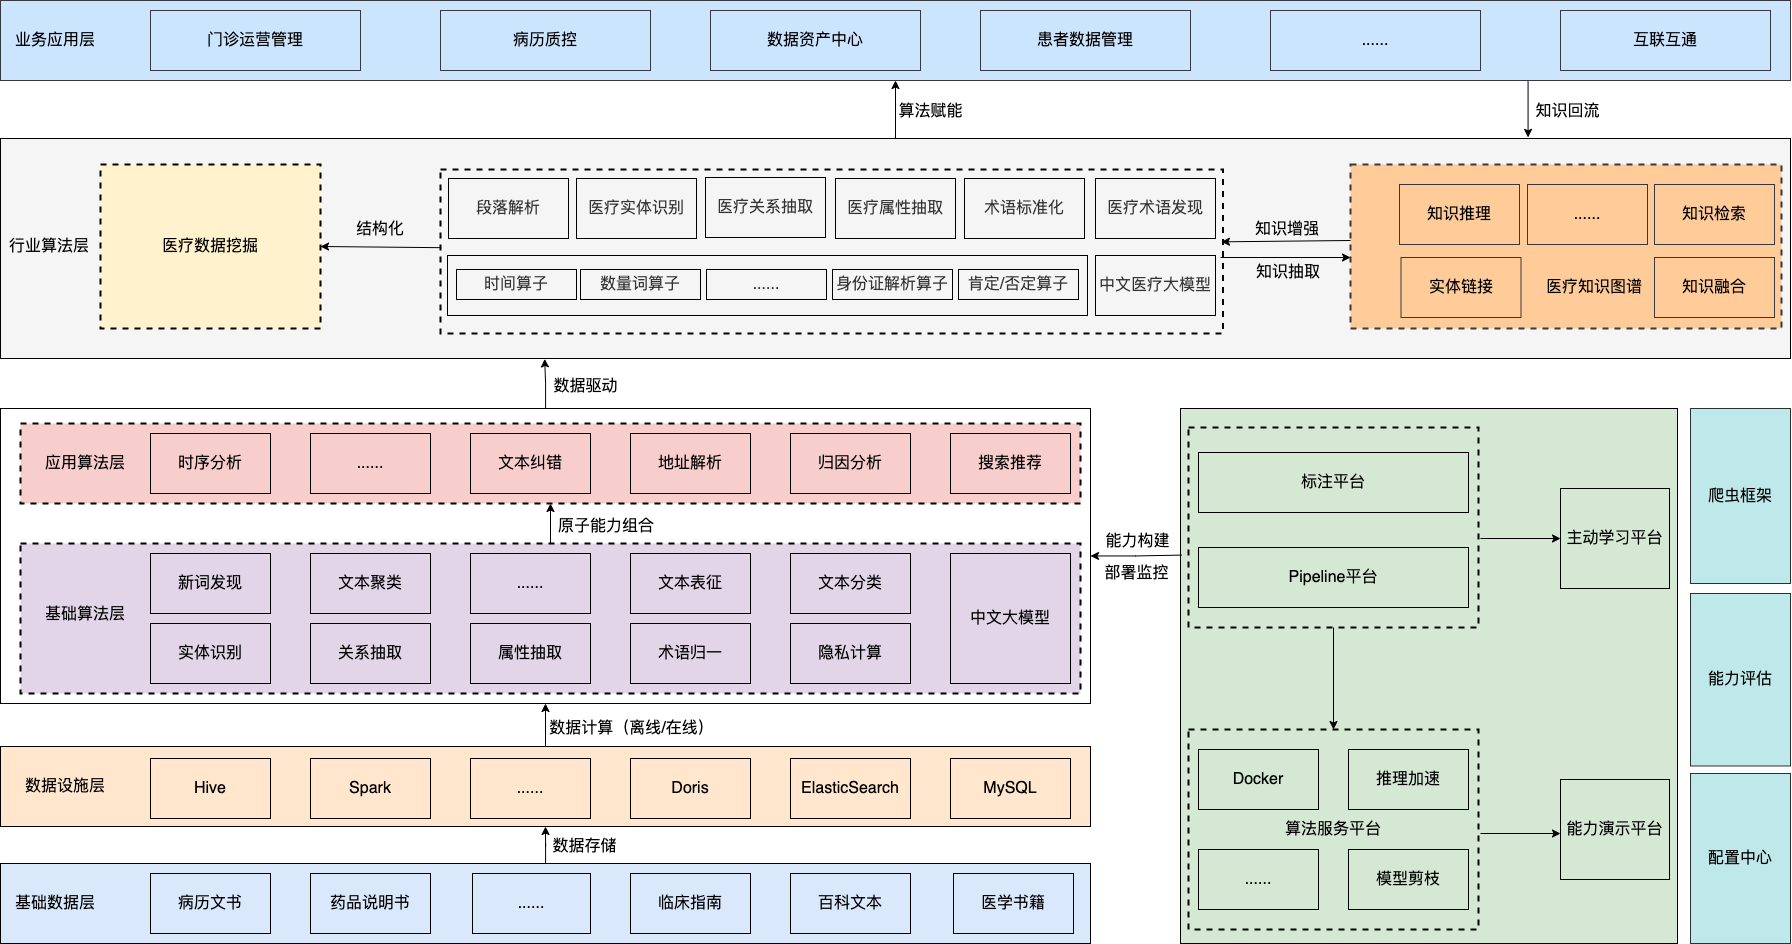 业务应用层
门诊运营管理
病历质控
数据资产中心
患者数据管理
......
互联互通
算法赋能
知识回流
行业算法层
医疗数据挖掘
结构化
段落解析
医疗实体识别
医疗关系抽取
医疗属性抽取
术语标准化
医疗术语发现
时间算子
数量词算子
......
身份证解析算子
肯定/否定算子
中文医疗大模型
知识增强
知识抽取
知识推理
......
知识检索
实体链接
医疗知识图谱
知识融合
数据驱动
应用算法层
时序分析
......
文本纠错
地址解析
归因分析
搜索推荐
原子能力组合
基础算法层
新词发现
文本聚类
......
文本表征
文本分类
中文大模型
实体识别
关系抽取
属性抽取
术语归一
隐私计算
能力构建
部署监控
标注平台
Pipeline平台
主动学习平台
Docker
推理加速
算法服务平台
......
模型剪枝
能力演示平台
爬虫框架
能力评估
配置中心
数据计算（离线/在线）
数据设施层
Hive
Spark
......
Doris
ElasticSearch
MySQL
数据存储
基础数据层
病历文书
药品说明书
......
临床指南
百科文本
医学书籍